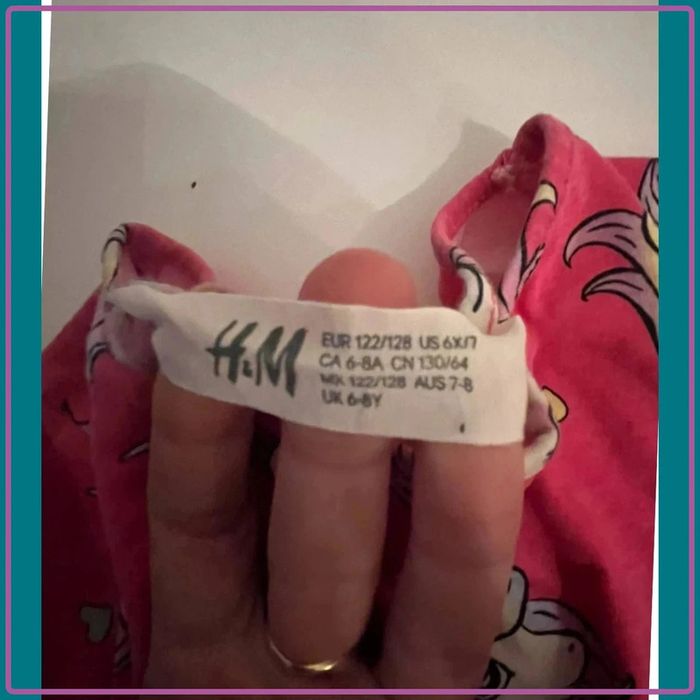 H&M
EUR 122/128 US 6X/7
CA 6-8A CN 130/64
MX 122/128 AUS 7-8
UK 6-8Y